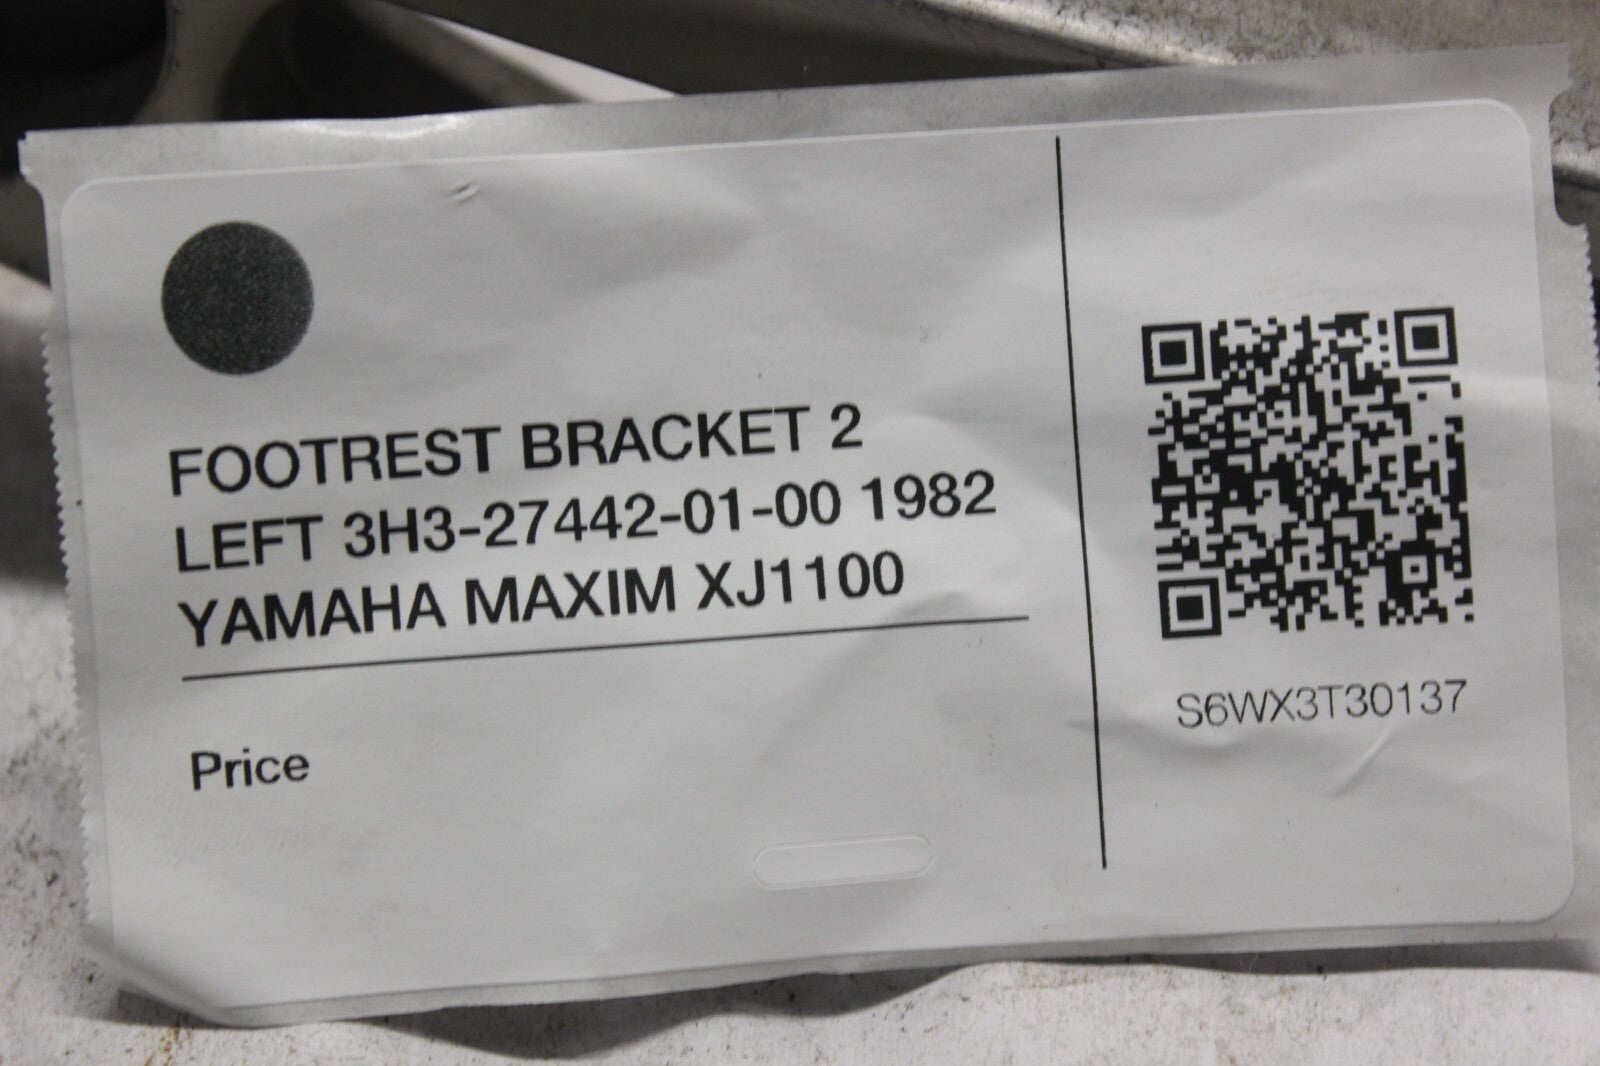 FOOTREST BRACKET 2
LEFT 3H3-27442-01-00 1982
YAMAHA MAXIM XJ1100
Price
S6WX3T30137